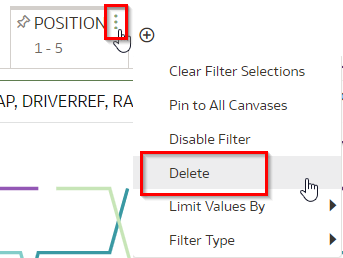 POSITION
1 - 5
AP, DRIVERREF, RA
Clear Filter Selections
Pin to All Canvases
Disable Filter
Delete
Limit Values By
Filter Type